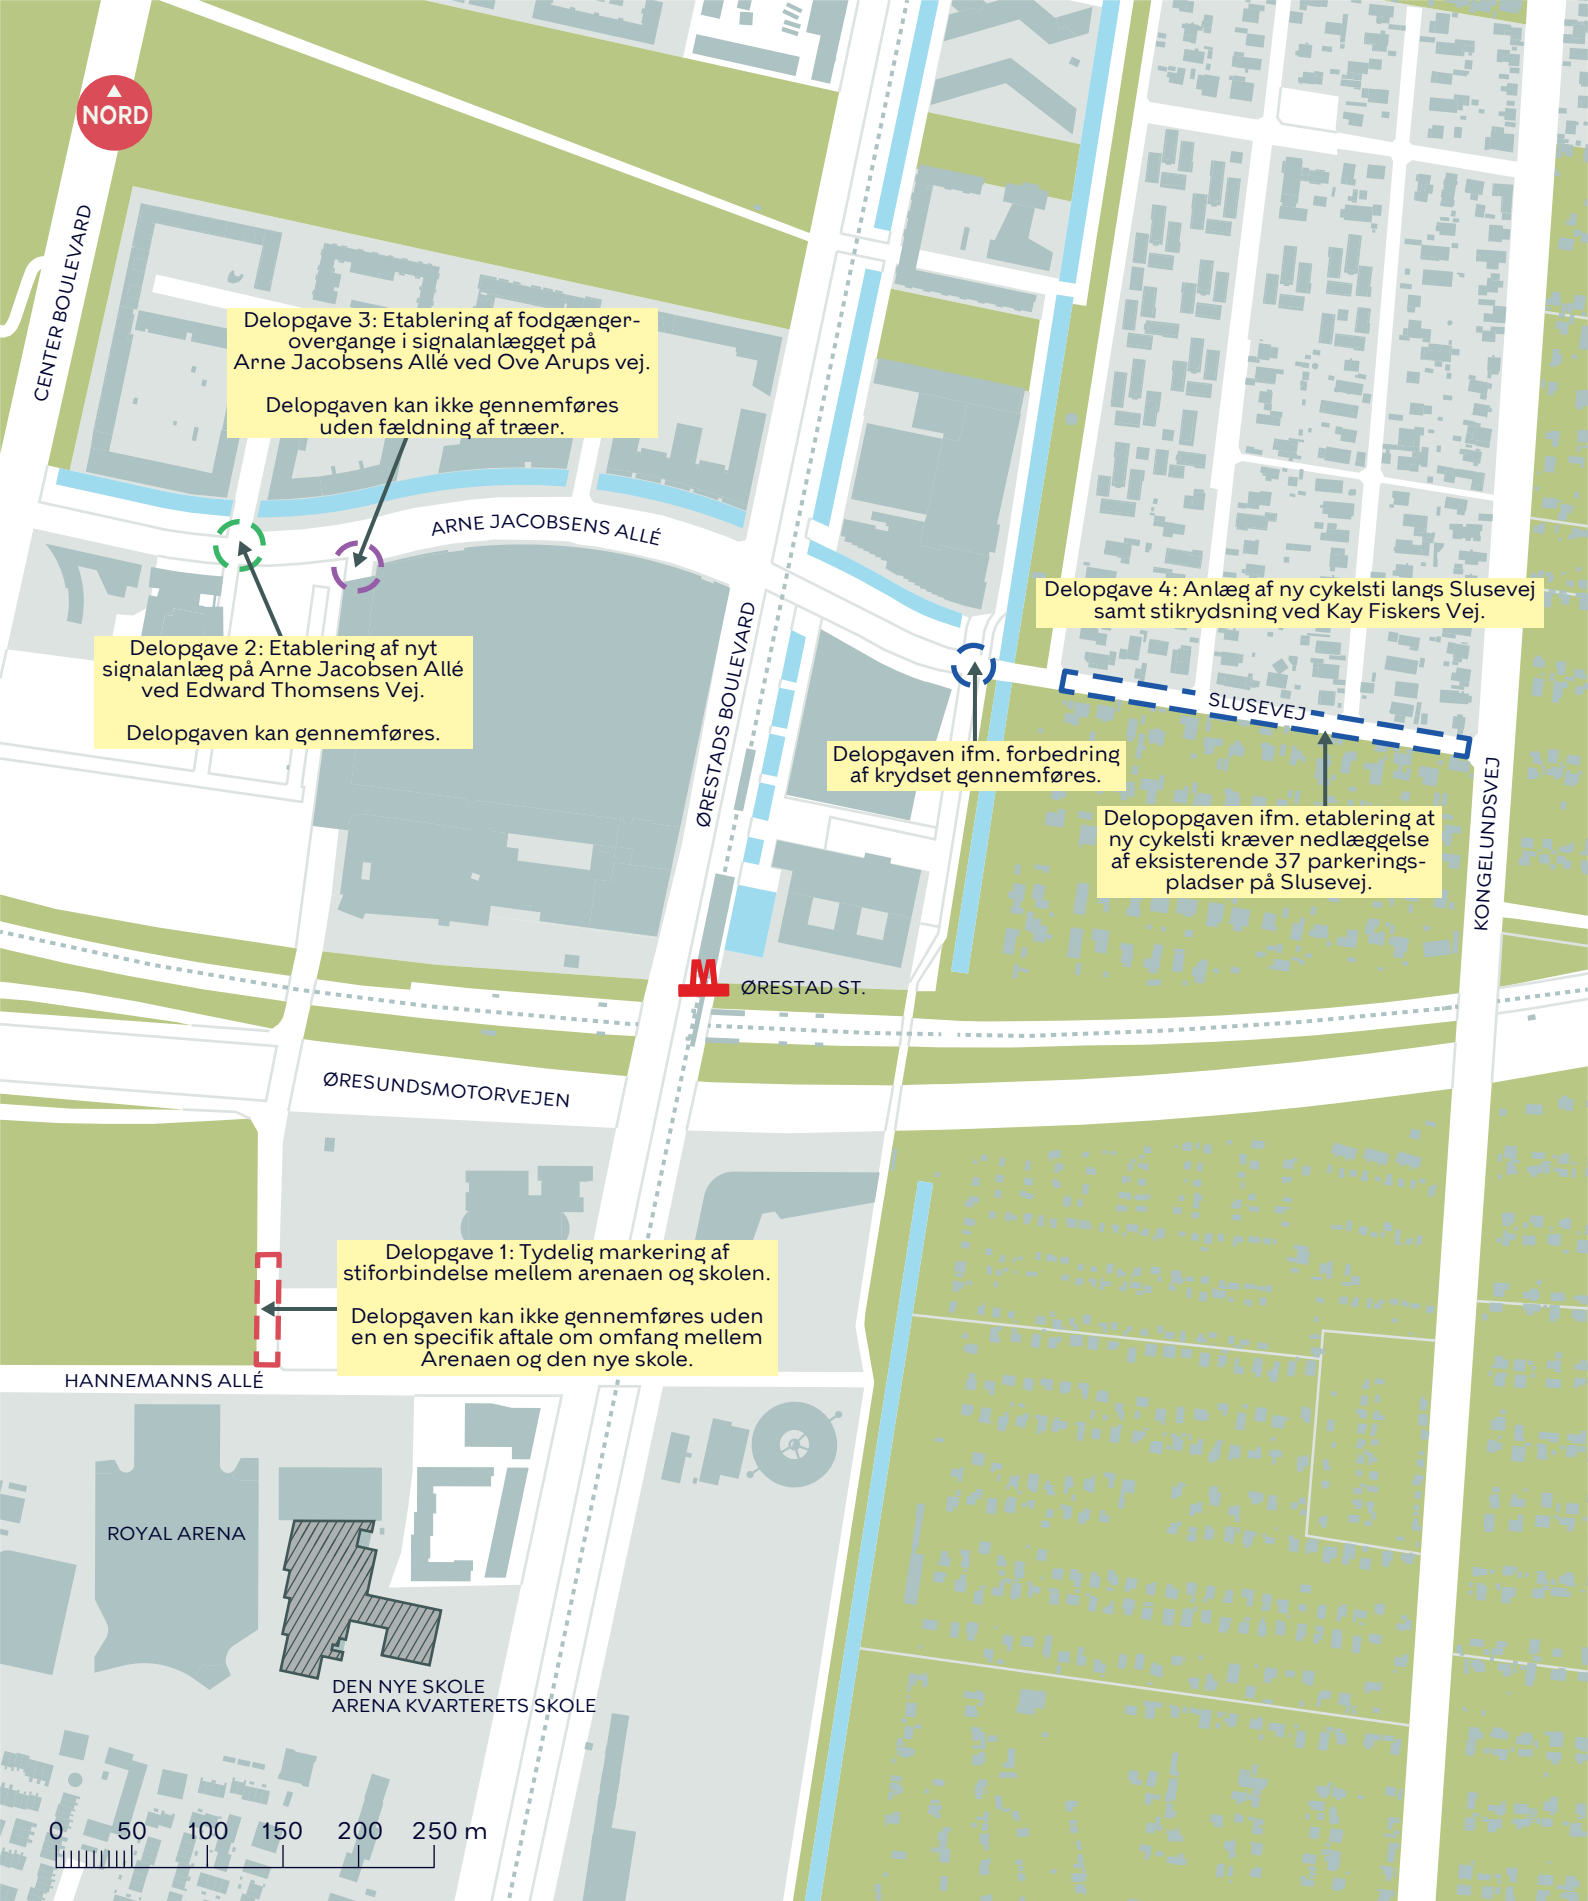 NORD
CENTER BOULEVARD
Delopgave 3: Etablering af fodgænger-
overgange i signalanlægget på
Arne Jacobsens Allé ved Ove Arups vej.
Delopgaven kan ikke gennemføres
uden fældning af træer.
ARNE JACOBSENS ALLÉ
Delopgave 4: Anlæg af ny cykelsti langs Slusevej
samt stikrydsning ved Kay Fiskers Vej.
Delopgave 2: Etablering af nyt
signalanlæg på Arne Jacobsen Allé
ved Edward Thomsens Vej.
Delopgaven kan gennemføres.
ØRESTADS BOULEVARD
SLUSEVEJ
Delopgaven ifm. forbedring
af krydset gennemføres.
KONGELUNDSVEJ
Delopopgaven ifm. etablering at
ny cykelsti kræver nedlæggelse
af eksisterende 37 parkerings-
pladser på Slusevej.
M
ØRESTAD ST.
ØRESUNDSMOTORVEJEN
Delopgave 1: Tydelig markering af
stiforbindelse mellem arenaen og skolen.
Delopgaven kan ikke gennemføres uden
en en specifik aftale om omfang mellem
Arenaen og den nye skole.
HANNEMANNS ALLÉ
ROYAL ARENA
DEN NYE SKOLE
ARENA KVARTERETS SKOLE
0 50 100 150 200 250 m